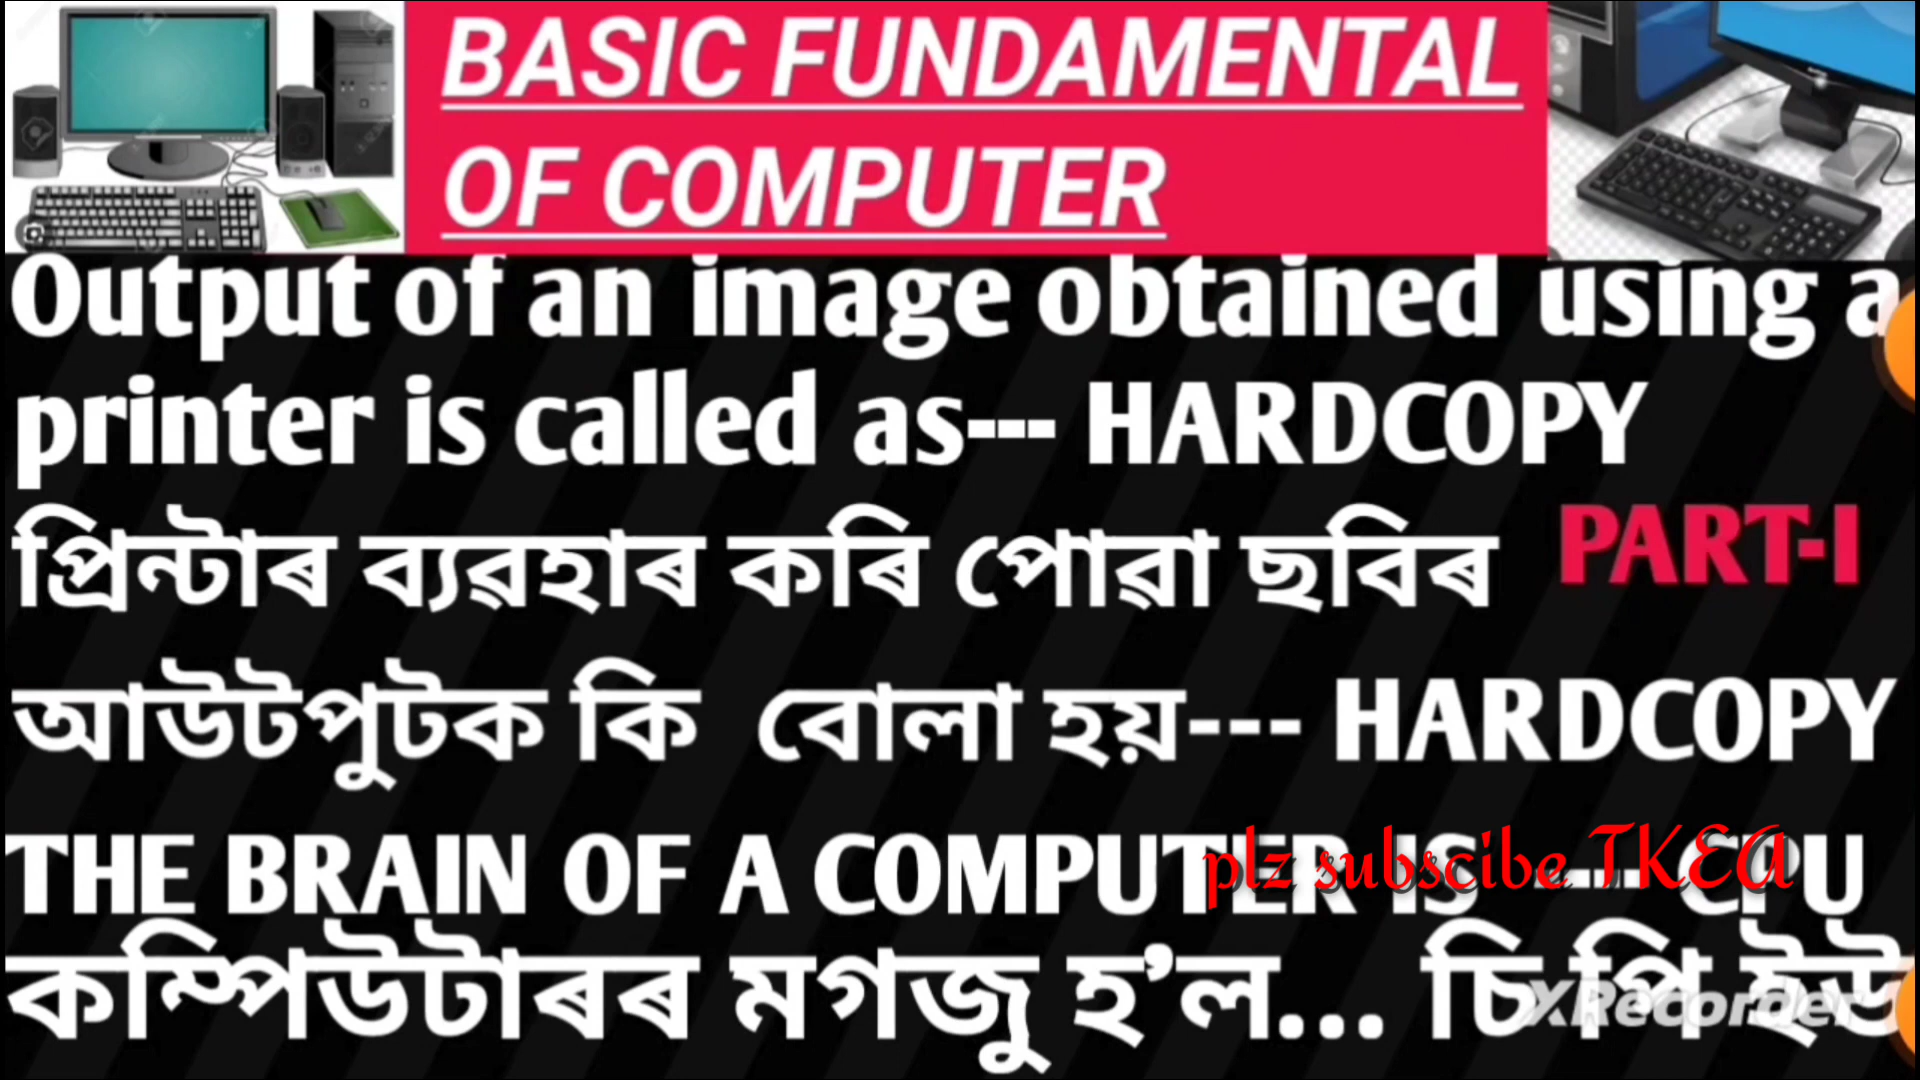 BASIC FUNDAMENTAL
OF COMPUTER
Output of an image obtained using a
printer is called as--- HARDCOPY
প্ৰিন্টাৰ ব্যৱহাৰ কৰি পোৱা ছবিৰ
PART-I
আউটপুটক কি বোলা হয়--- HARDCOPY
THE BRAIN OF A COMPUTER IS ---- CPU
plz subscibe TKEA
কম্পিউটাৰৰ মগজু হ’ল... চি পি ইউ
XRecorder